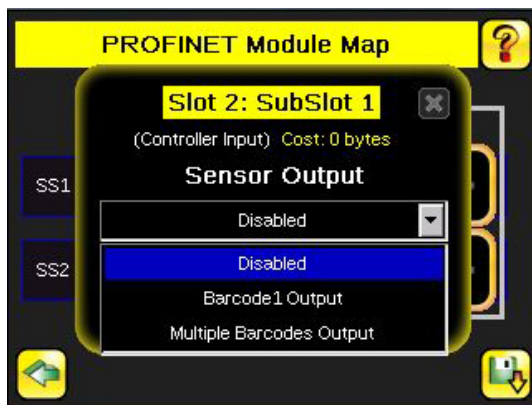 PROFINET Module Map
?
Slot 2: SubSlot 1
(Controller Input) Cost: 0 bytes
Sensor Output
SS1
Disabled
Disabled
SS2
Barcode1 Output
Multiple Barcodes Output